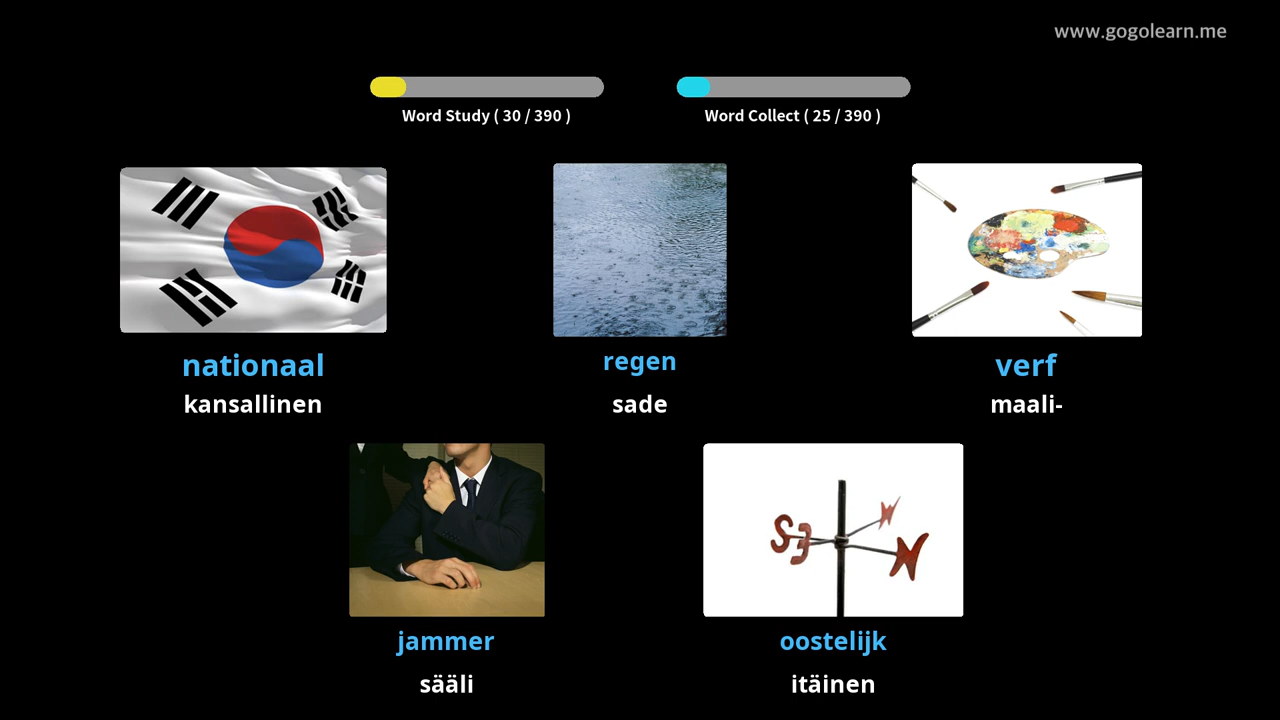 www.gogolearn.me
Word Study ( 30 / 390 )
Word Collect ( 25 / 390 )
nationaal
kansallinen
regen
sade
verf
maali-
S
E
N
jammer
sääli
oostelijk
itäinen